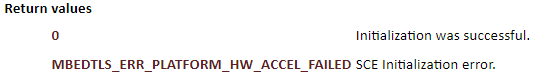 Return values
0 Initialization was successful.
MBEDTLS_ERR_PLATFORM_HW_ACCEL_FAILED SCE Initialization error.